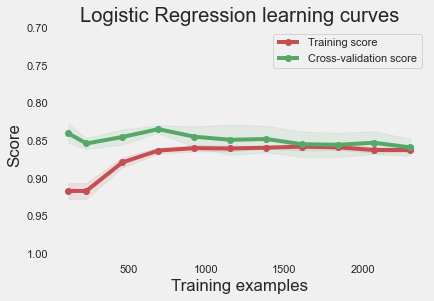 Logistic Regression learning curves
Training score
Cross-validation score
Score
0.70
0.75
0.80
0.85
0.90
0.95
1.00
500
1000
1500
2000
Training examples